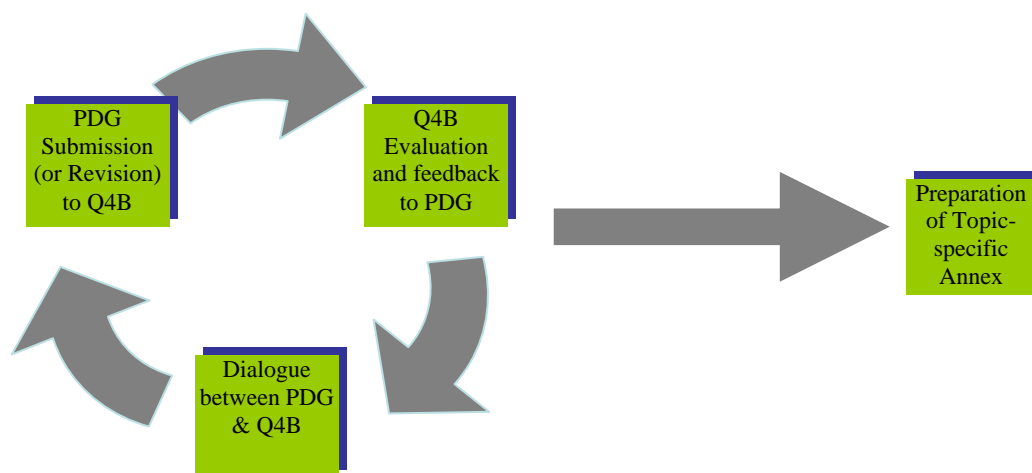 PDG
Submission
(or Revision)
to Q4B
Q4B
Evaluation
and feedback
to PDG
Dialogue
between PDG
& Q4B
Preparation
of Topic-
specific
Annex